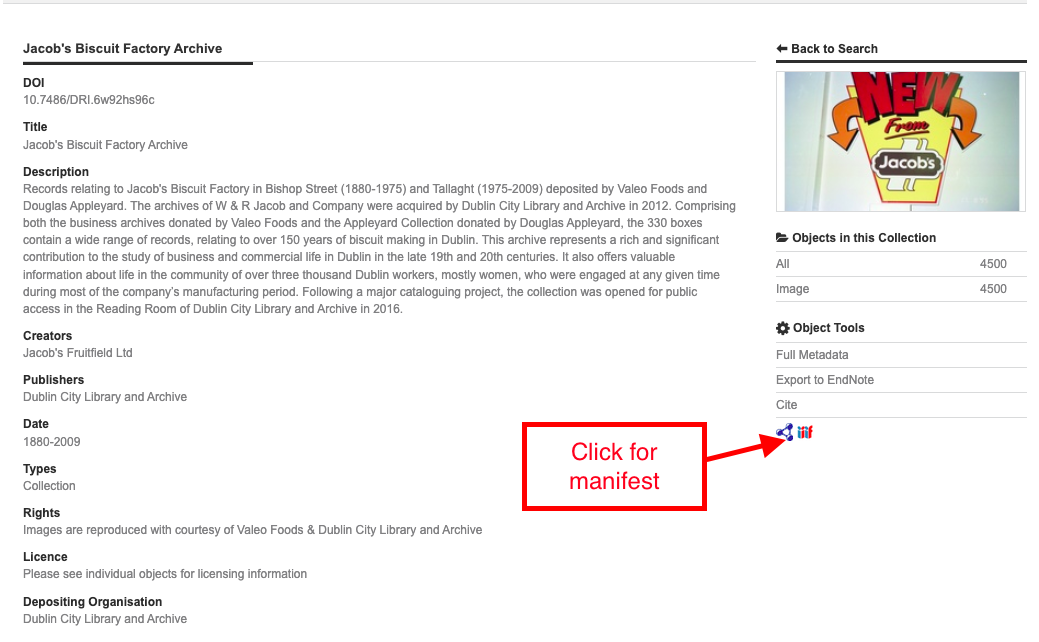 Jacob's Biscuit Factory Archive
DOI
10.7486/DRI.6w92hs96c
Title
Jacob's Biscuit Factory Archive
Description
Records relating to Jacob's Biscuit Factory in Bishop Street (1880-1975) and Tallaght (1975-2009) deposited by Valeo Foods and
Douglas Appleyard. The archives of W & R Jacob and Company were acquired by Dublin City Library and Archive in 2012. Comprising
both the business archives donated by Valeo Foods and the Appleyard Collection donated by Douglas Appleyard, the 330 boxes
contain a wide range of records, relating to over 150 years of biscuit making in Dublin. This archive represents a rich and significant
contribution to the study of business and commercial life in Dublin in the late 19th and 20th centuries. It also offers valuable
information about life in the community of over three thousand Dublin workers, mostly women, who were engaged at any given time
during most of the company’s manufacturing period. Following a major cataloguing project, the collection was opened for public
access in the Reading Room of Dublin City Library and Archive in 2016.
Creators
Jacob's Fruitfield Ltd
Publishers
Dublin City Library and Archive
Date
1880-2009
Types
Collection
Rights
Images are reproduced with courtesy of Valeo Foods & Dublin City Library and Archive
Licence
Please see individual objects for licensing information
Depositing Organisation
Dublin City Library and Archive
Back to Search
NEW
From
Jacob's
Objects in this Collection
All 4500
Image 4500
Object Tools
Full Metadata
Export to EndNote
Cite
iiif
Click for
manifest